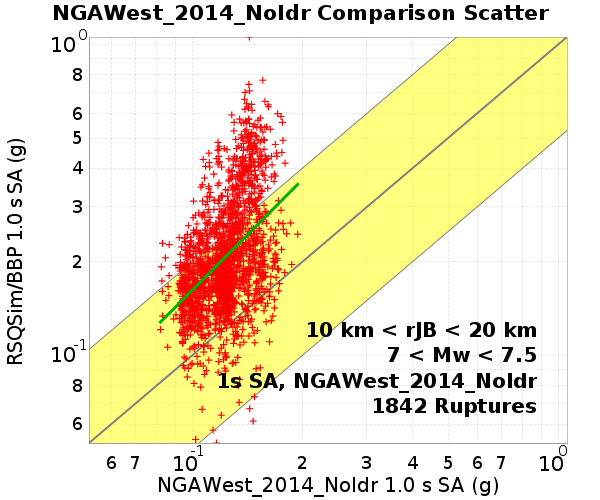 NGAWest_2014_NoIdr Comparison Scatter
RSQSim/BBP 1.0 s SA (g)
10^0
8
6
5
4
3
2
10^-1
8
6
10 km < rJB < 20 km
7 < Mw < 7.5
1s SA, NGAWest_2014_NoIdr
1842 Ruptures
6 7 10^-1 2 3 4 5 6 7 10^0
NGAWest_2014_NoIdr 1.0 s SA (g)